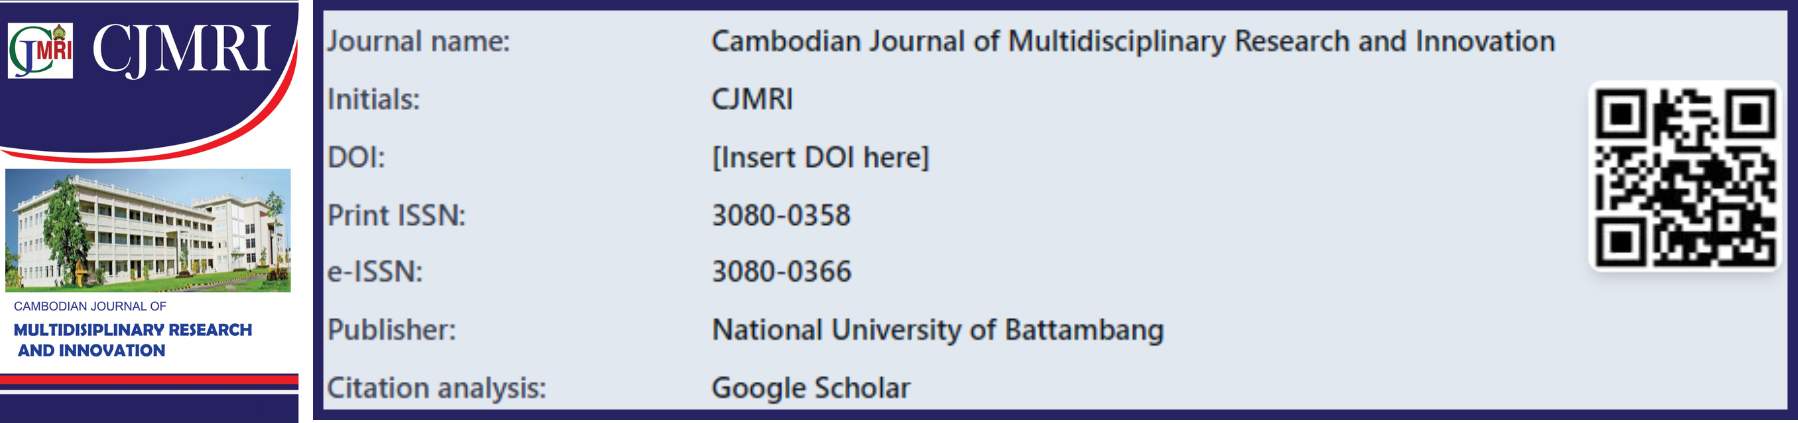 CJMRI
CJMRI
CAMBODIAN JOURNAL OF
MULTIDISIPLINARY RESEARCH
AND INNOVATION
Journal name: Cambodian Journal of Multidisciplinary Research and Innovation
Initials: CJMRI
DOI: [Insert DOI here]
Print ISSN: 3080-0358
e-ISSN: 3080-0366
Publisher: National University of Battambang
Citation analysis: Google Scholar